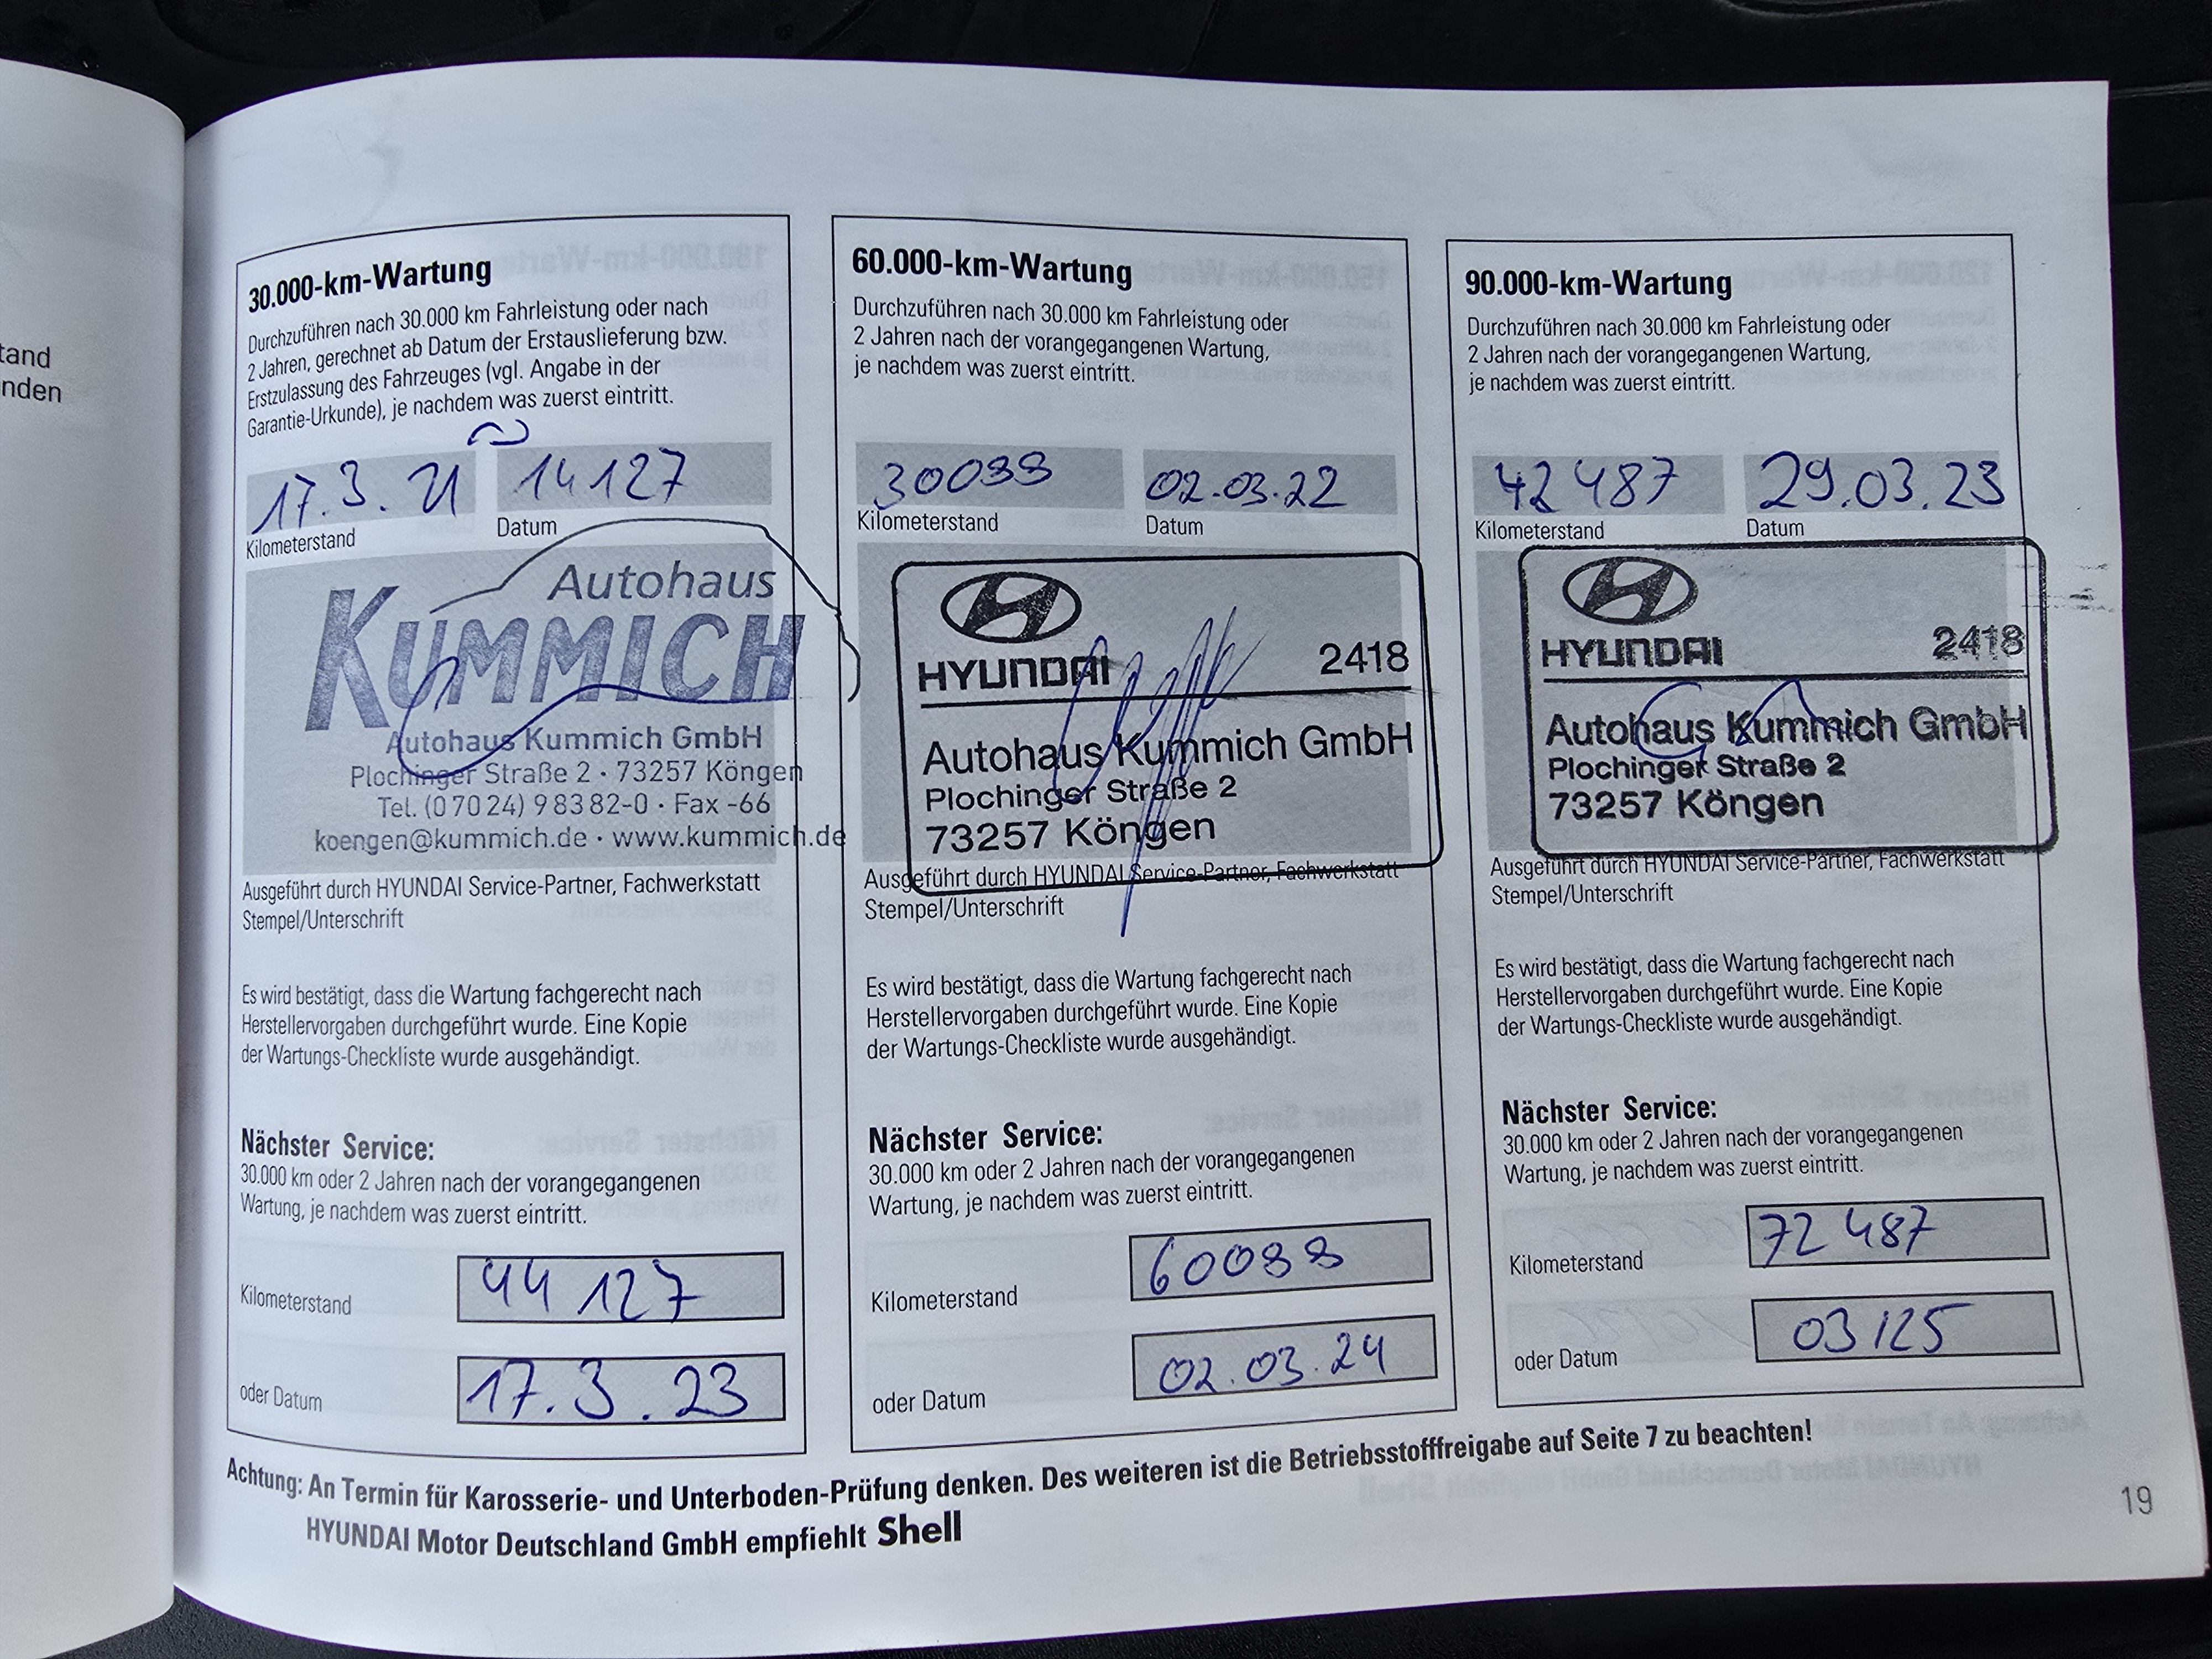 tand
nden
30.000-km-Wartung
Durchzuführen nach 30.000 km Fahrleistung oder nach
2 Jahren, gerechnet ab Datum der Erstauslieferung bzw.
Erstzulassung des Fahrzeuges (vgl. Angabe in der
Garantie-Urkunde), je nachdem was zuerst eintritt.
17.3.21 14127
Kilometerstand Datum
Autohaus
KUMMICH
Autohaus Kummich GmbH
Plochinger Straße 2 · 73257 Köngen
Tel. (0 70 24) 9 83 82-0 · Fax -66
koengen@kummich.de · www.kummich.de
Ausgeführt durch HYUNDAI Service-Partner, Fachwerkstatt
Stempel/Unterschrift
Es wird bestätigt, dass die Wartung fachgerecht nach
Herstellervorgaben durchgeführt wurde. Eine Kopie
der Wartungs-Checkliste wurde ausgehändigt.
Nächster Service:
30.000 km oder 2 Jahren nach der vorangegangenen
Wartung, je nachdem was zuerst eintritt.
Kilometerstand 44 127
oder Datum 17.3.23
60.000-km-Wartung
Durchzuführen nach 30.000 km Fahrleistung oder
2 Jahren nach der vorangegangenen Wartung,
je nachdem was zuerst eintritt.
30088 02.03.22
Kilometerstand Datum
HYUNDAI 2418
Autohaus Kummich GmbH
Plochinger Straße 2
73257 Köngen
Ausgeführt durch HYUNDAI Service-Partner, Fachwerkstatt
Stempel/Unterschrift
Es wird bestätigt, dass die Wartung fachgerecht nach
Herstellervorgaben durchgeführt wurde. Eine Kopie
der Wartungs-Checkliste wurde ausgehändigt.
Nächster Service:
30.000 km oder 2 Jahren nach der vorangegangenen
Wartung, je nachdem was zuerst eintritt.
Kilometerstand 60088
oder Datum 02.03.24
90.000-km-Wartung
Durchzuführen nach 30.000 km Fahrleistung oder
2 Jahren nach der vorangegangenen Wartung,
je nachdem was zuerst eintritt.
42 487 29.03.23
Kilometerstand Datum
HYUNDAI 2418
Autohaus Kummich GmbH
Plochinger Straße 2
73257 Köngen
Ausgeführt durch HYUNDAI Service-Partner, Fachwerkstatt
Stempel/Unterschrift
Es wird bestätigt, dass die Wartung fachgerecht nach
Herstellervorgaben durchgeführt wurde. Eine Kopie
der Wartungs-Checkliste wurde ausgehändigt.
Nächster Service:
30.000 km oder 2 Jahren nach der vorangegangenen
Wartung, je nachdem was zuerst eintritt.
Kilometerstand 72 487
oder Datum 03/25
Achtung: An Termin für Karosserie- und Unterboden-Prüfung denken. Des weiteren ist die Betriebsstofffreigabe auf Seite 7 zu beachten!
HYUNDAI Motor Deutschland GmbH empfiehlt Shell
19